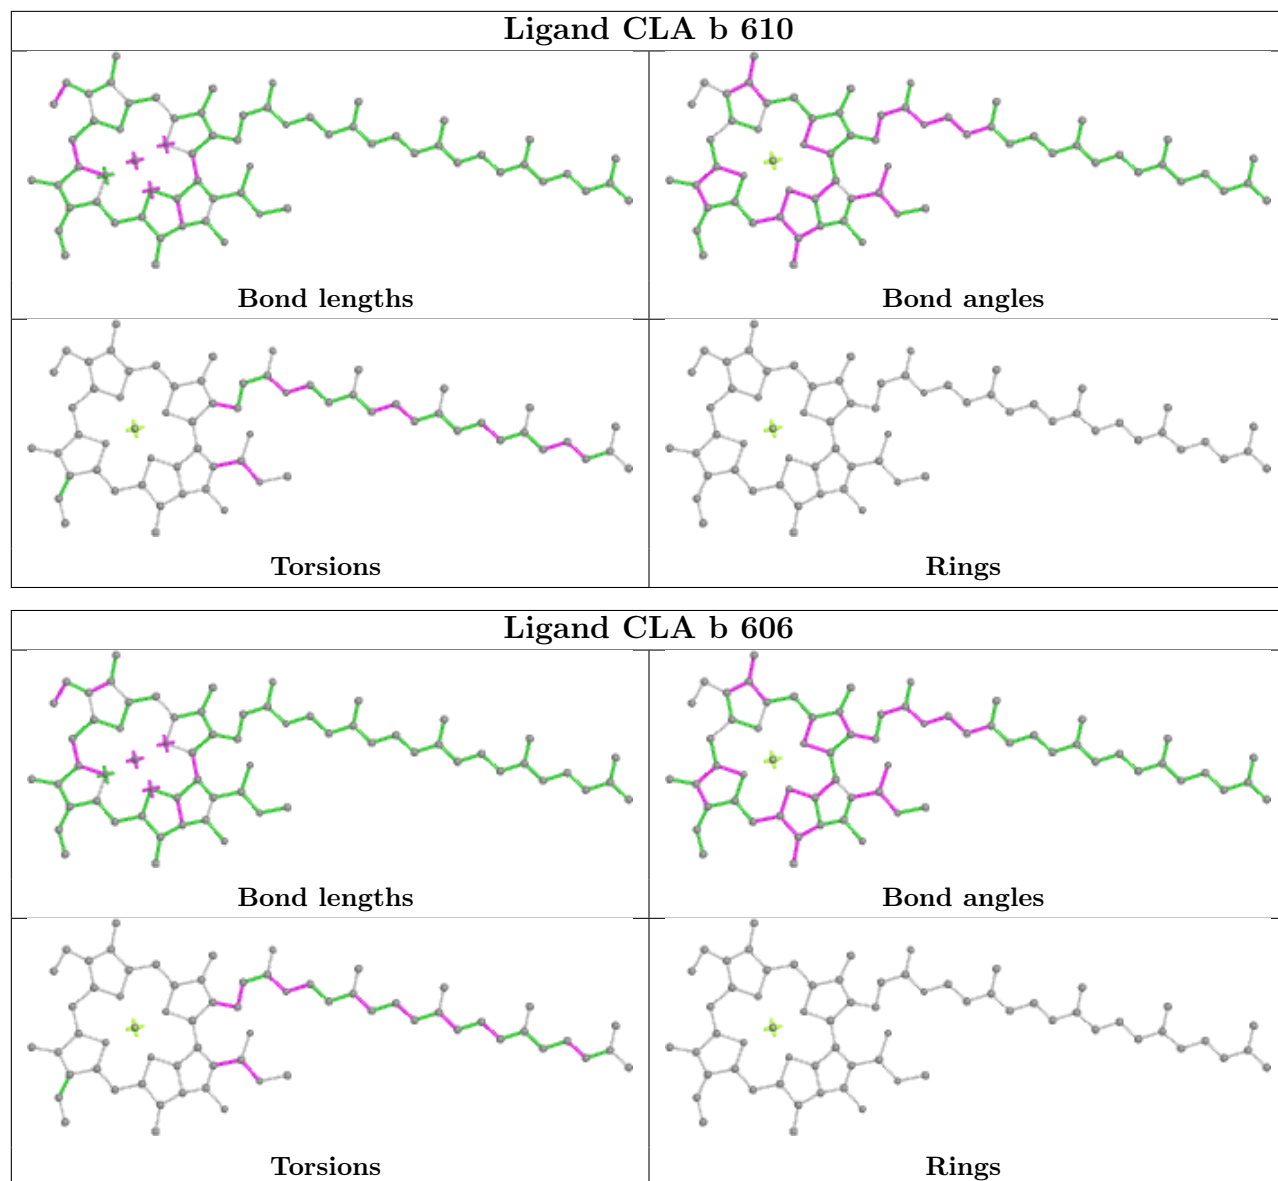 Ligand CLA b 610
Bond lengths
Bond angles
Torsions
Rings
Ligand CLA b 606
Bond lengths
Bond angles
Torsions
Rings